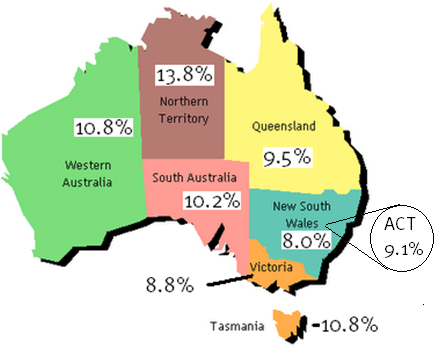 13.8%
Northern
Territory
10.8%
Western
Australia
Queensland
9.5%
South Australia
10.2%
New South
Wales
8.0%
ACT
9.1%
Victoria
8.8%
Tasmania
-10.8%